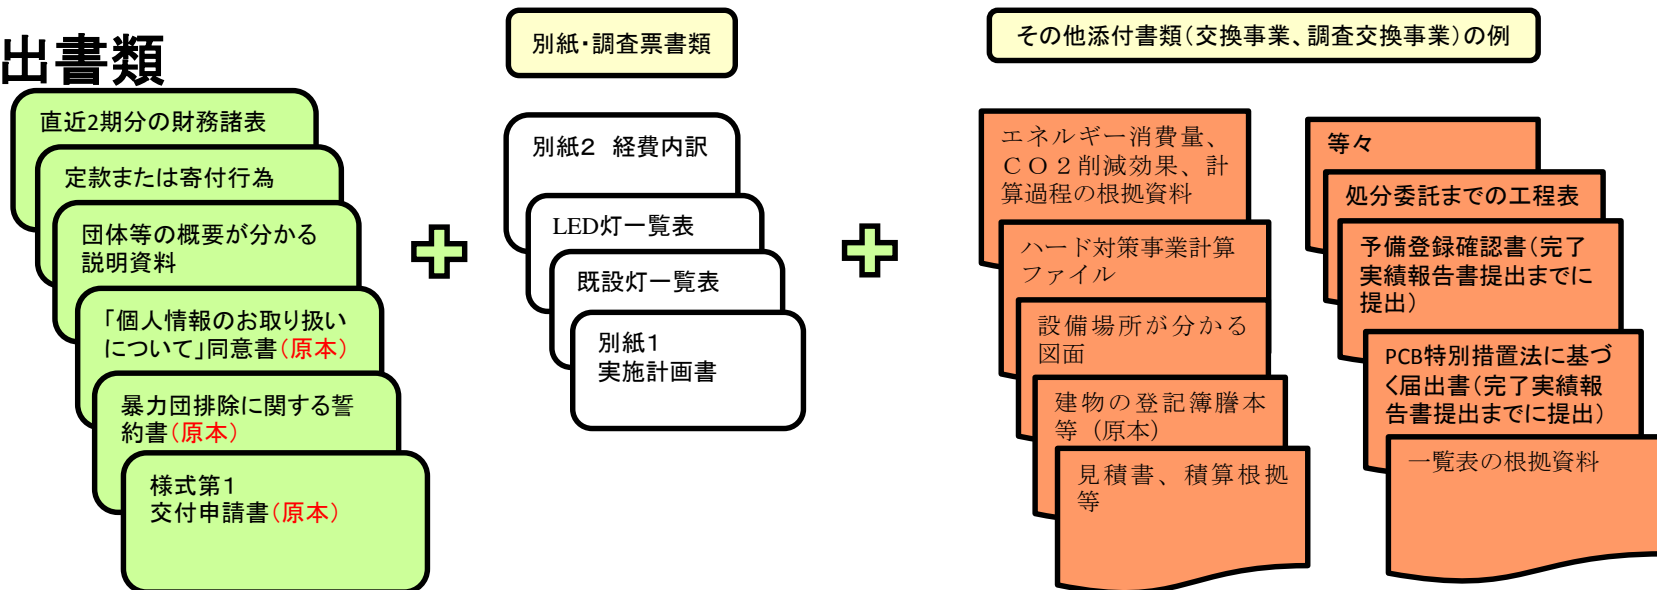 出書類
直近2期分の財務諸表
定款または寄付行為
団体等の概要が分かる
説明資料
「個人情報のお取り扱い
について」同意書(原本)
暴力団排除に関する誓
約書(原本)
様式第1
交付申請書(原本)
別紙・調査票書類
別紙2 経費内訳
LED灯一覧表
既設灯一覧表
別紙1
実施計画書
その他添付書類(交換事業、調査交換事業)の例
エネルギー消費量、
CO2削減効果、計
算過程の根拠資料
ハード対策事業計算
ファイル
設備場所が分かる
図面
建物の登記簿謄本
等(原本)
見積書、積算根拠
等
等々
処分委託までの工程表
予備登録確認書(完了
実績報告書提出までに
提出)
PCB特別措置法に基づ
く届出書(完了実績報
告書提出までに提出)
一覧表の根拠資料